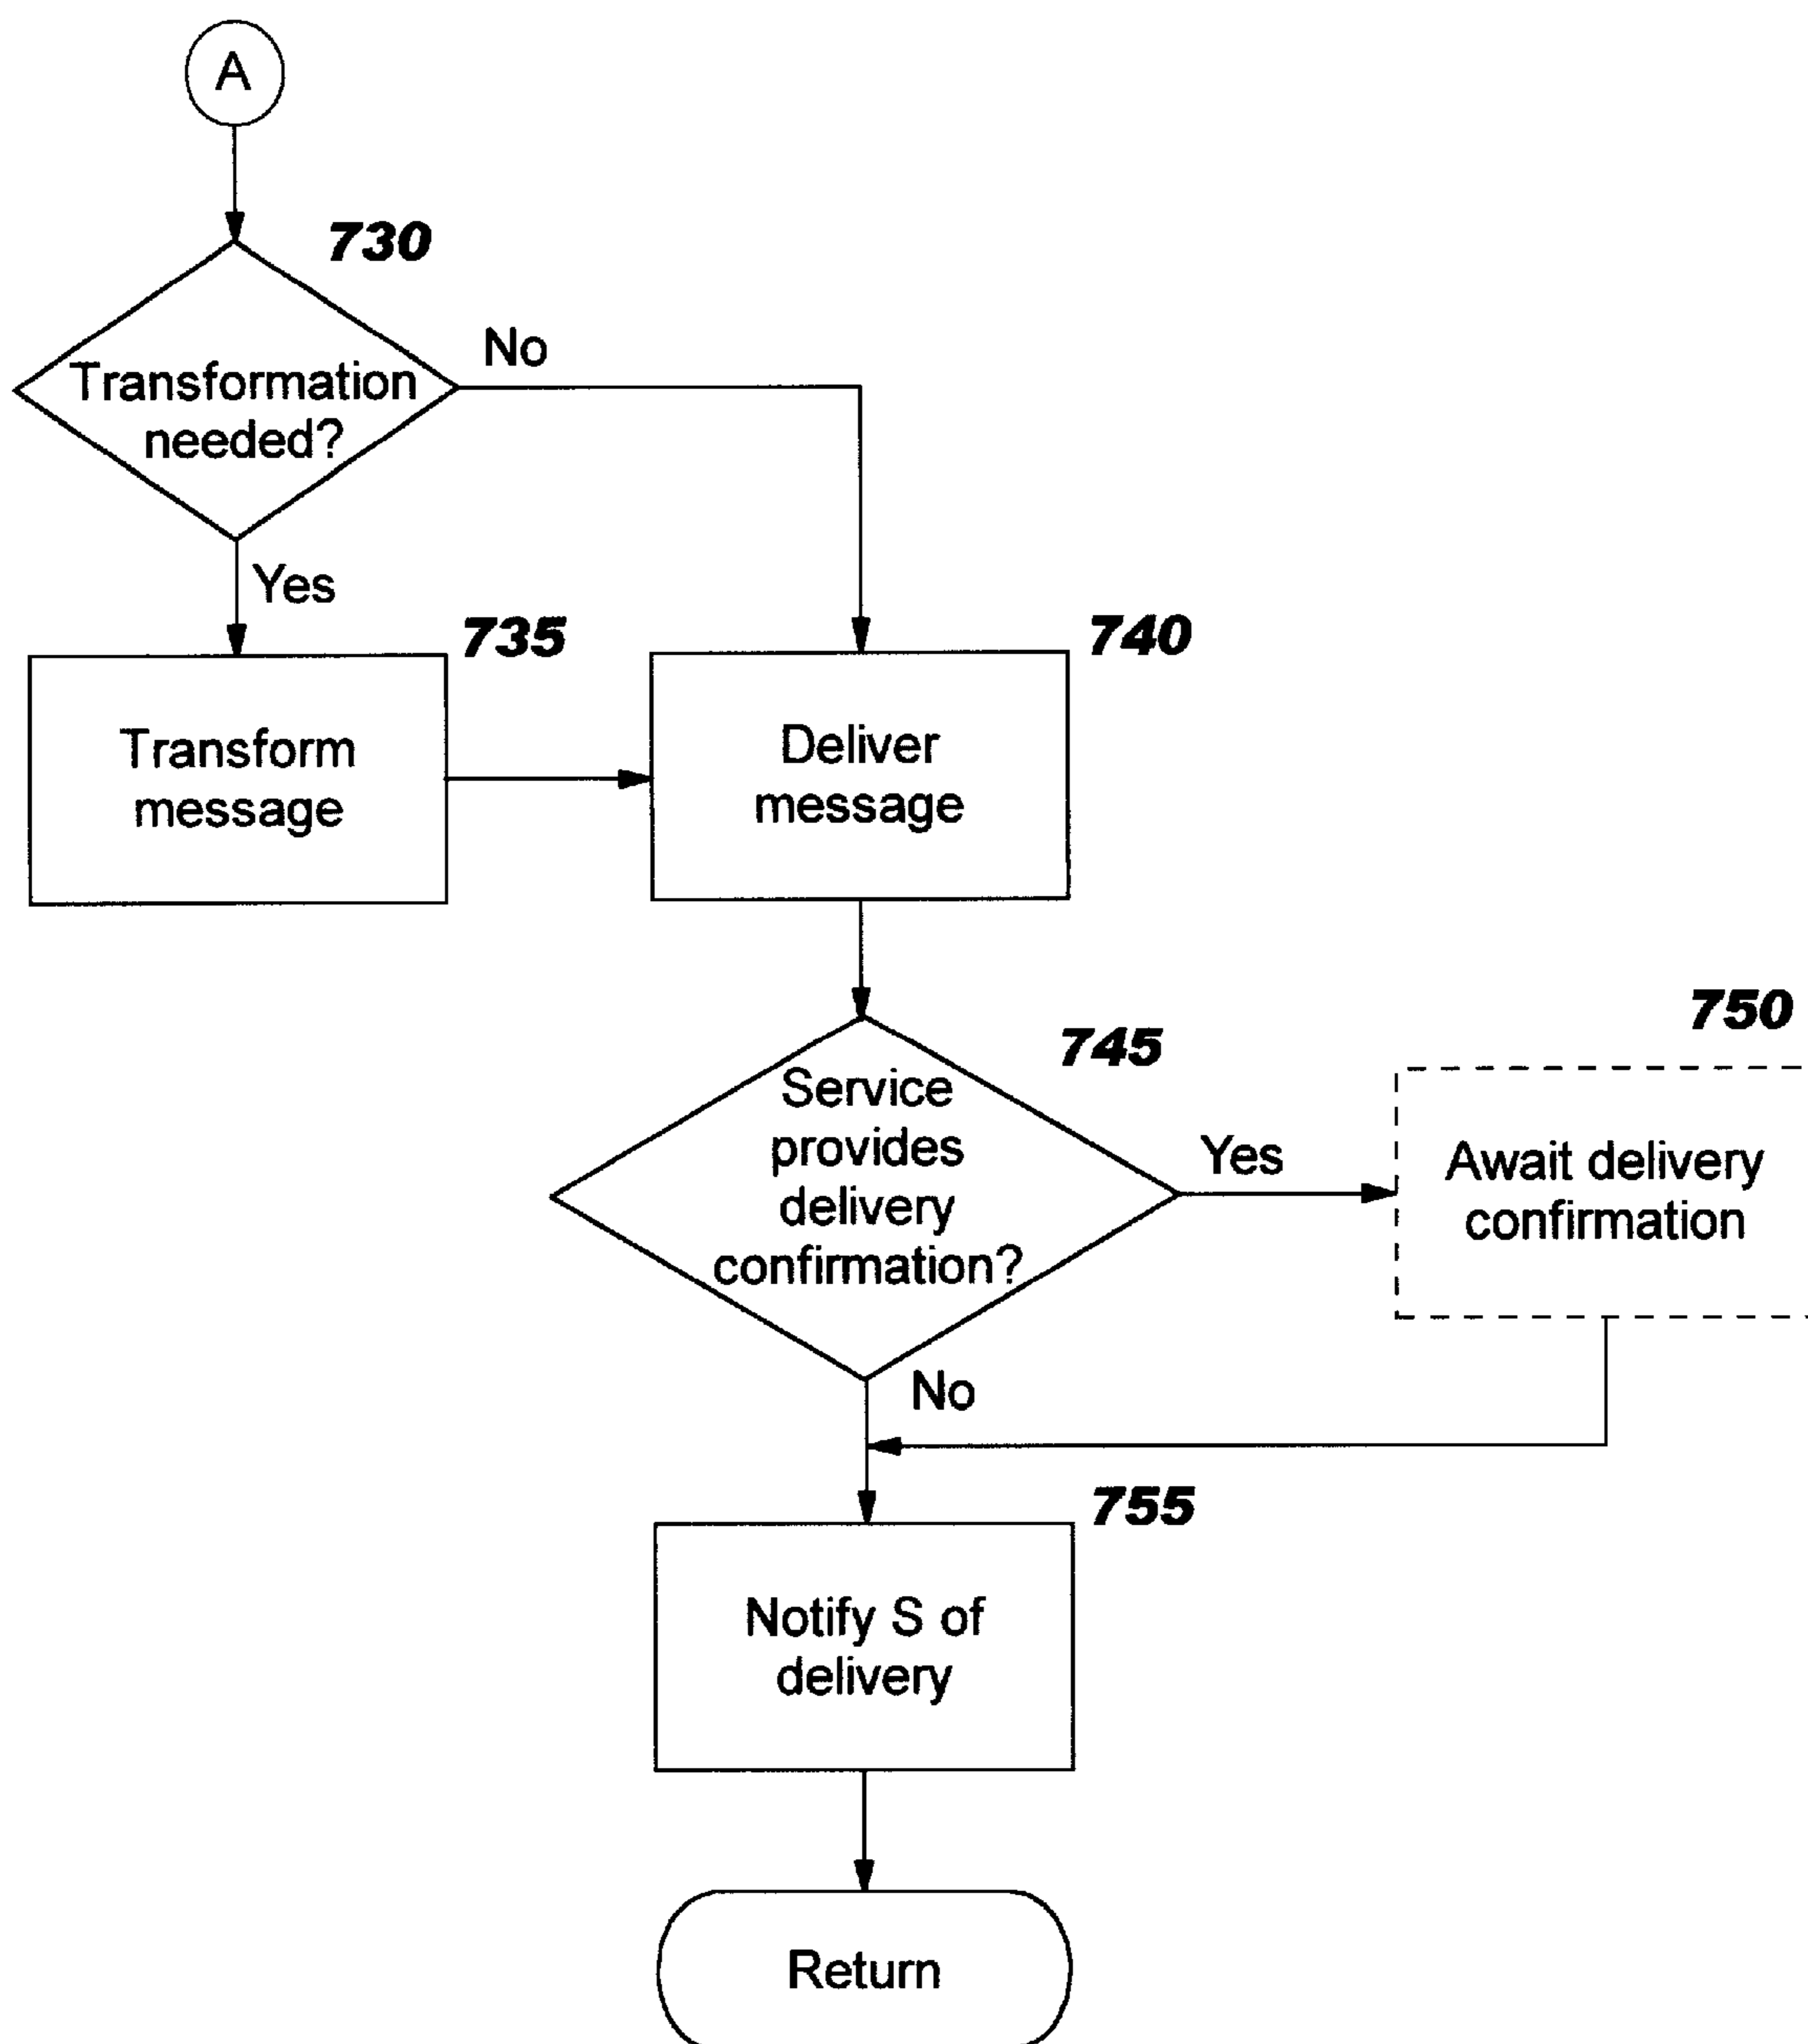 A
730
No
Transformation
needed?
Yes
735
740
Transform
message
Deliver
message
745
750
Service
provides
delivery
confirmation?
Yes
Await delivery
confirmation
No
755
Notify S of
delivery
Return